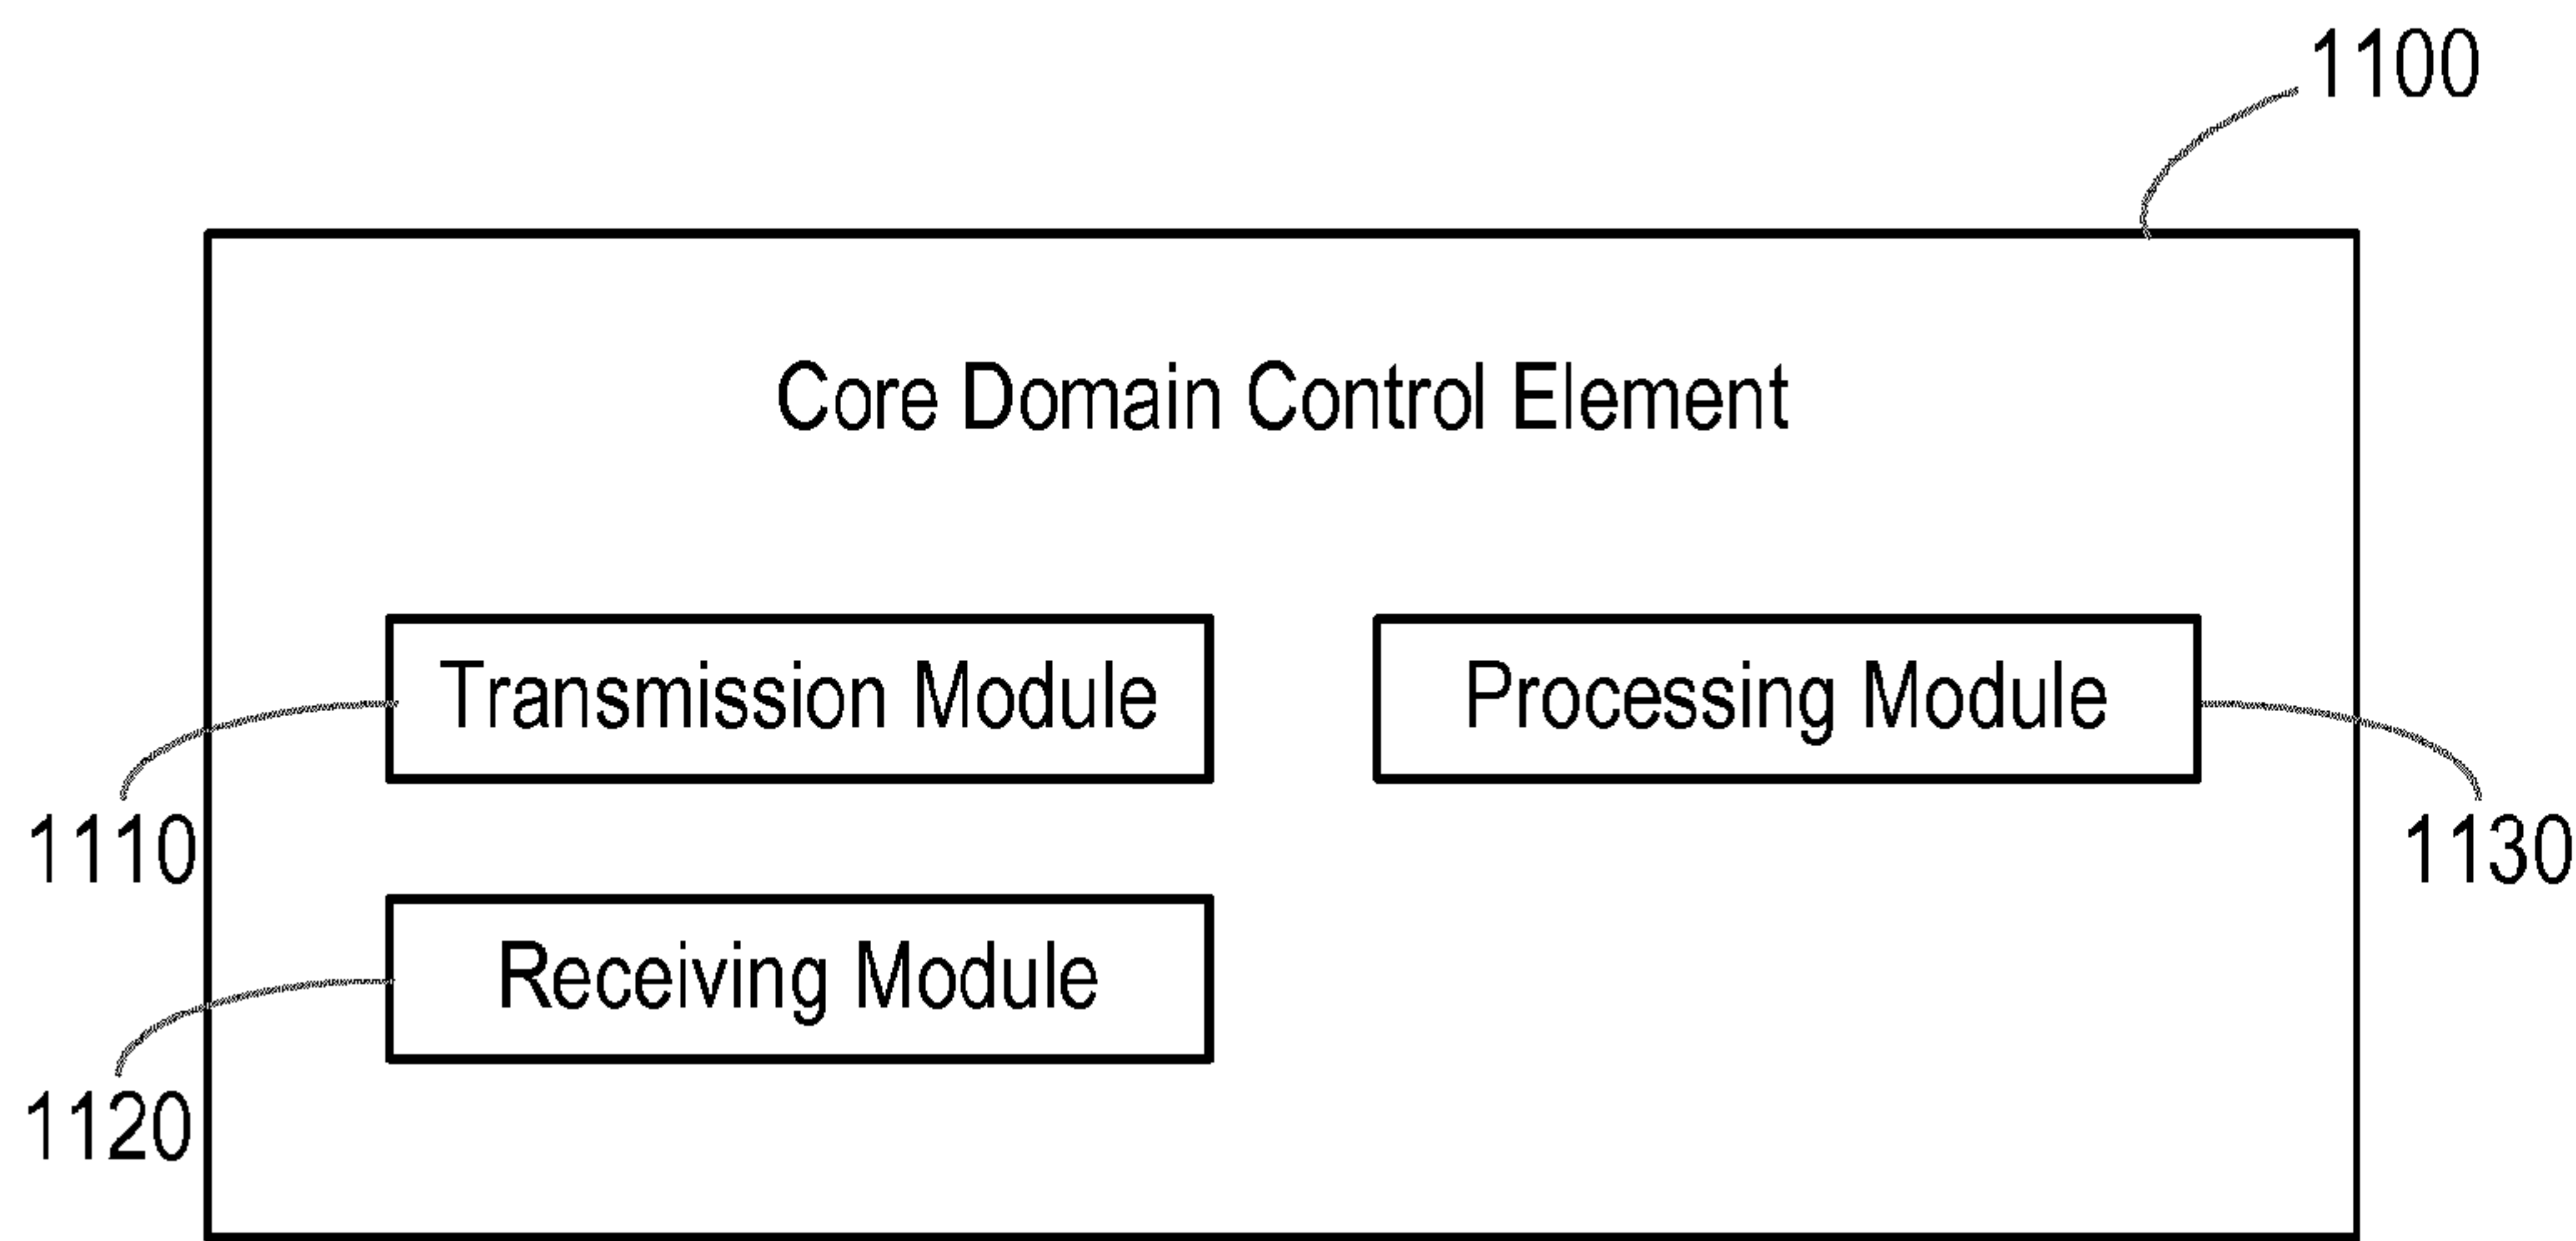 1100
Core Domain Control Element
Transmission Module
Processing Module
1110
1130
Receiving Module
1120